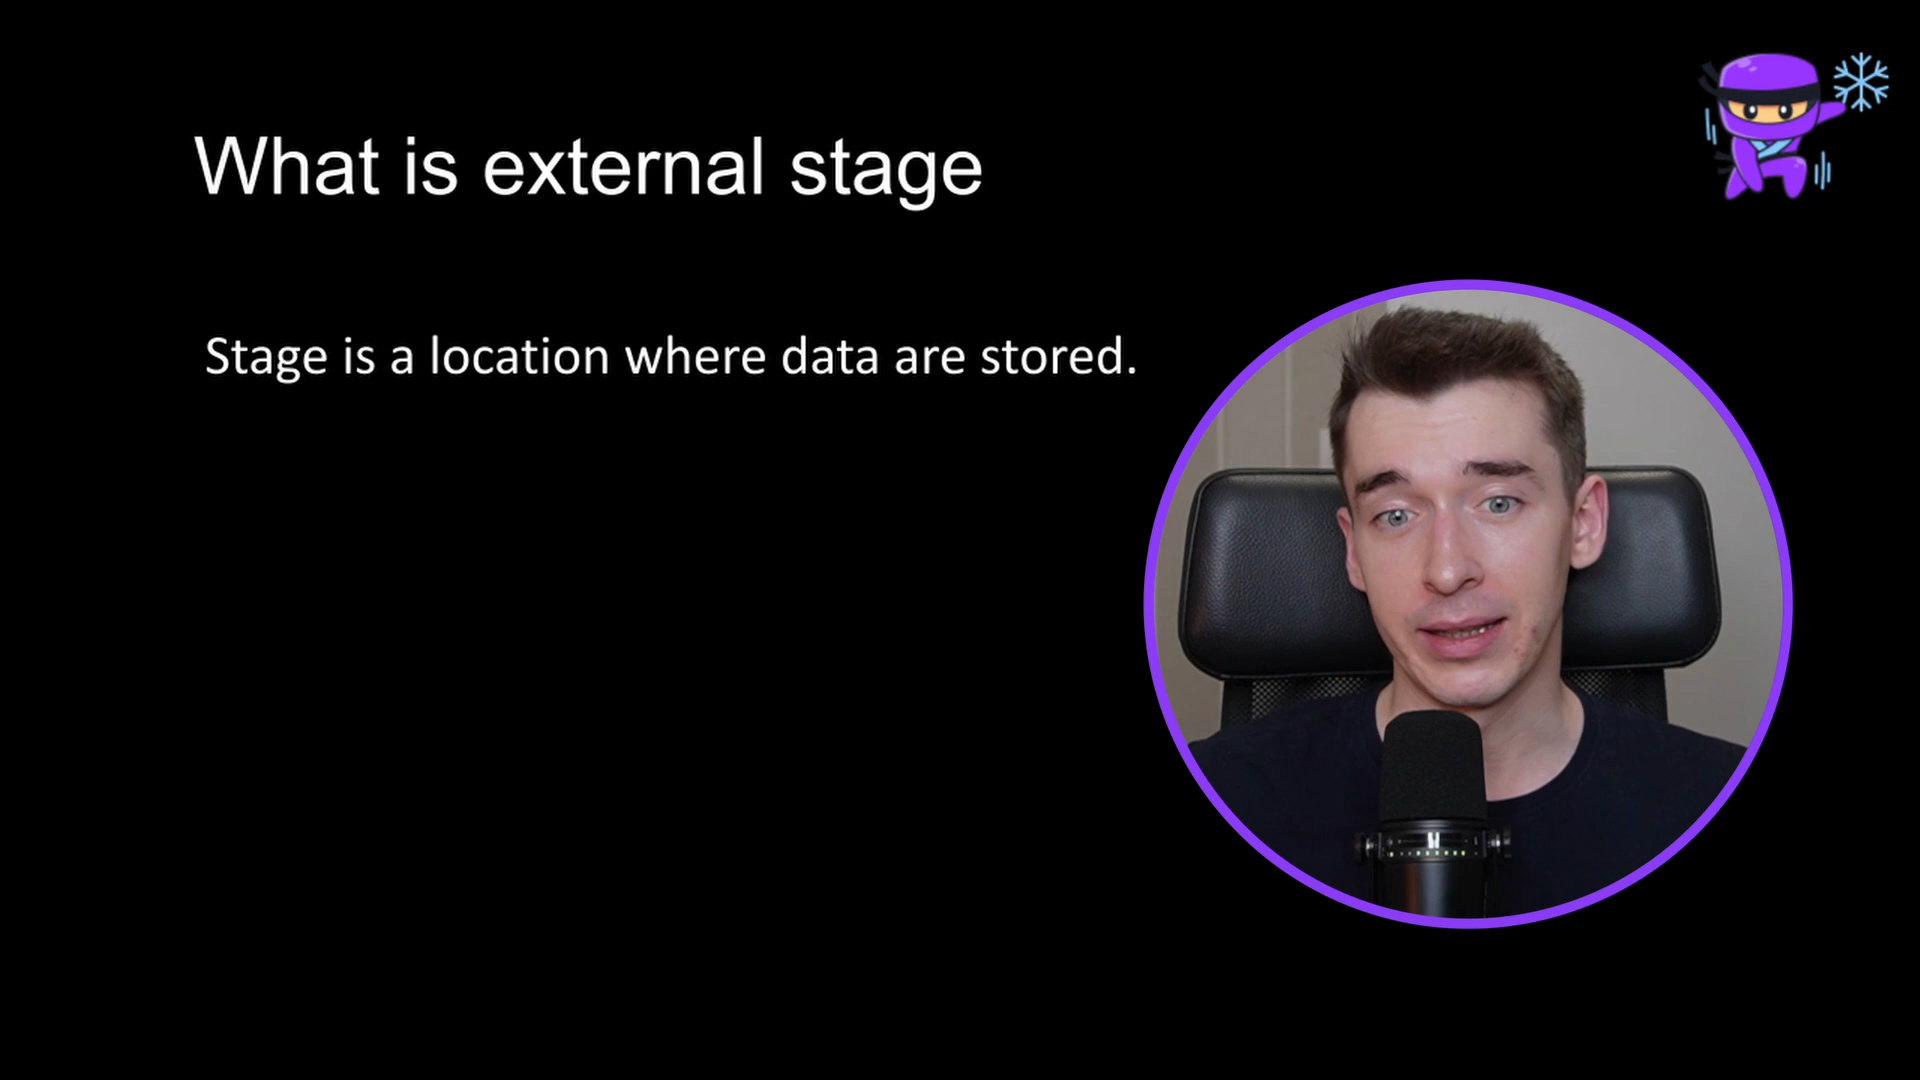 What is external stage
Stage is a location where data are stored.